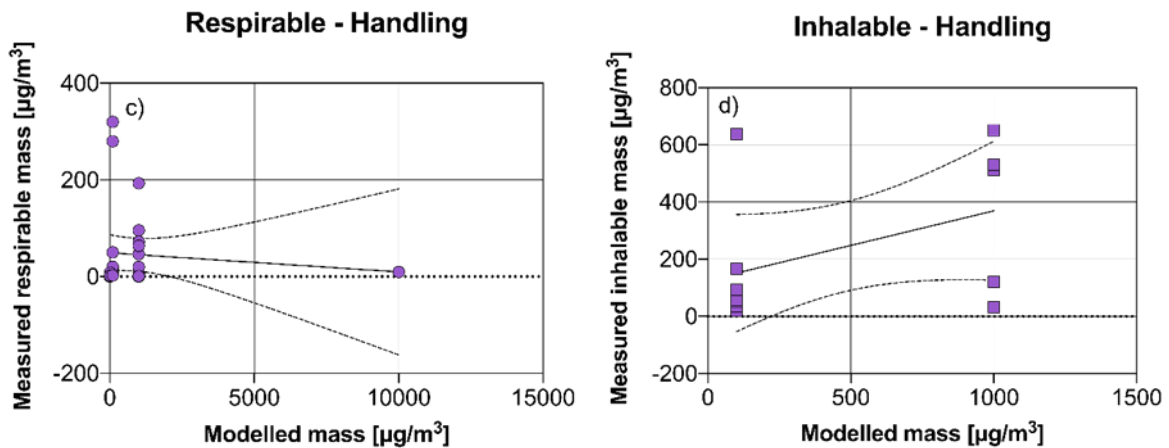 Respirable - Handling
Measured respirable mass [µg/m³]
400
200
0
-200
c)
0
5000
10000
15000
Modelled mass [µg/m³]
Inhalable - Handling
Measured inhalable mass [µg/m³]
800
600
400
200
0
-200
d)
0
500
1000
1500
Modelled mass [µg/m³]